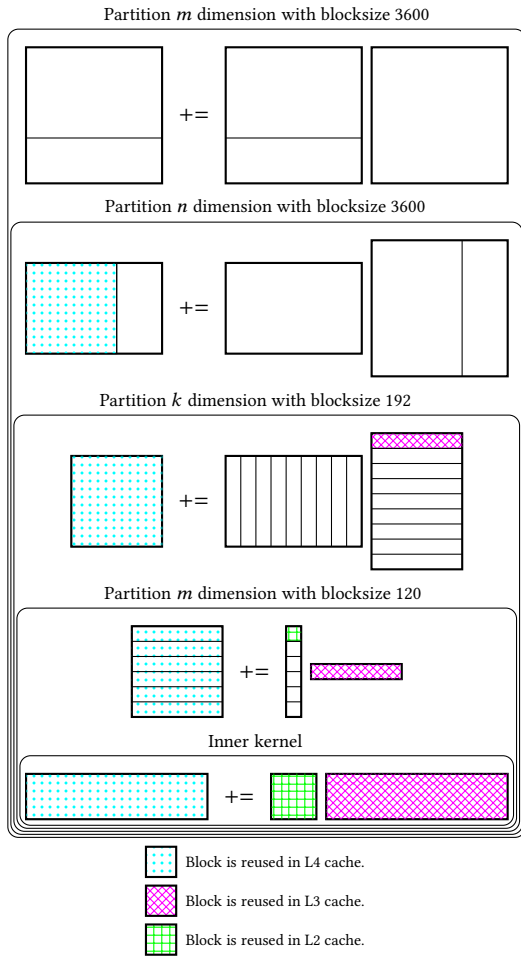 Partition m dimension with blocksize 3600
+=
Partition n dimension with blocksize 3600
+=
Partition k dimension with blocksize 192
+=
Partition m dimension with blocksize 120
+=
Inner kernel
+=
Block is reused in L4 cache.
Block is reused in L3 cache.
Block is reused in L2 cache.